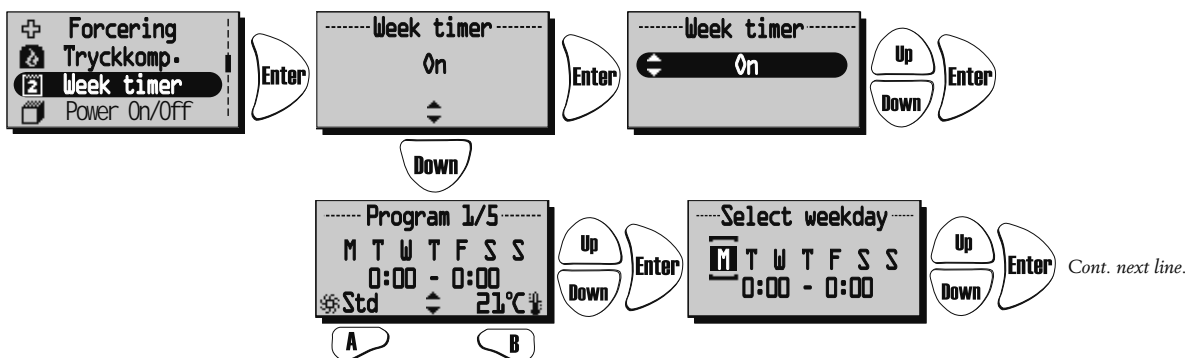 Forcering
Tryckkomp.
Week timer
Power On/Off
Enter
Week timer
On
Enter
Week timer
On
Up
Down
Enter
Down
Program 1/5
M T W T F S S
0:00 - 0:00
Std 21°C
A
B
Up
Down
Enter
Select weekday
M T W T F S S
0:00 - 0:00
Up
Down
Enter
Cont. next line.